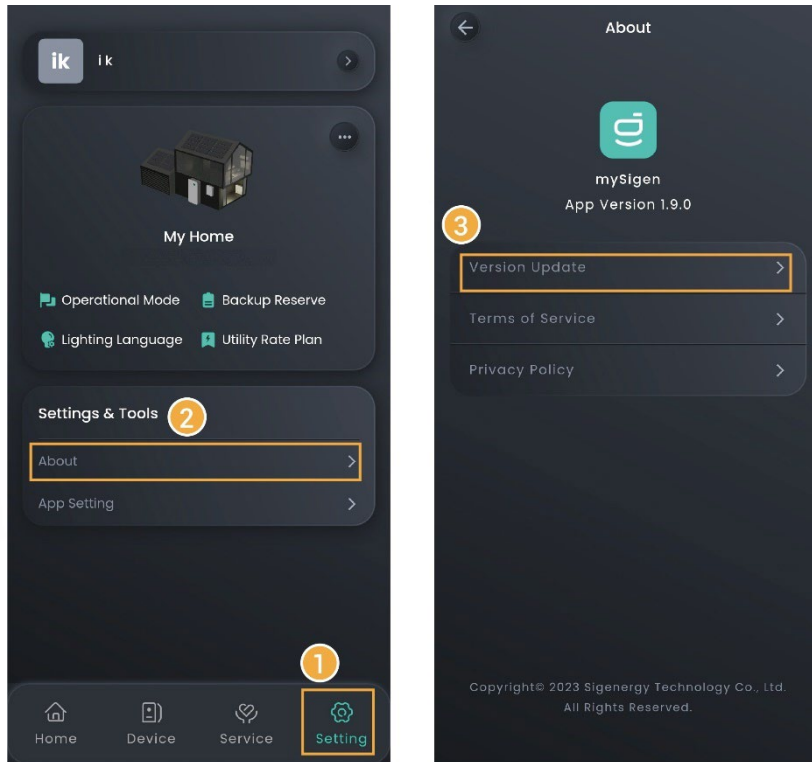 ik
i k
My Home
Operational Mode
Backup Reserve
Lighting Language
Utility Rate Plan
Settings & Tools
2
About
App Setting
1
Home
Device
Service
Setting
About
mySigen
App Version 1.9.0
3
Version Update
Terms of Service
Privacy Policy
Copyright© 2023 Sigenergy Technology Co., Ltd.
All Rights Reserved.